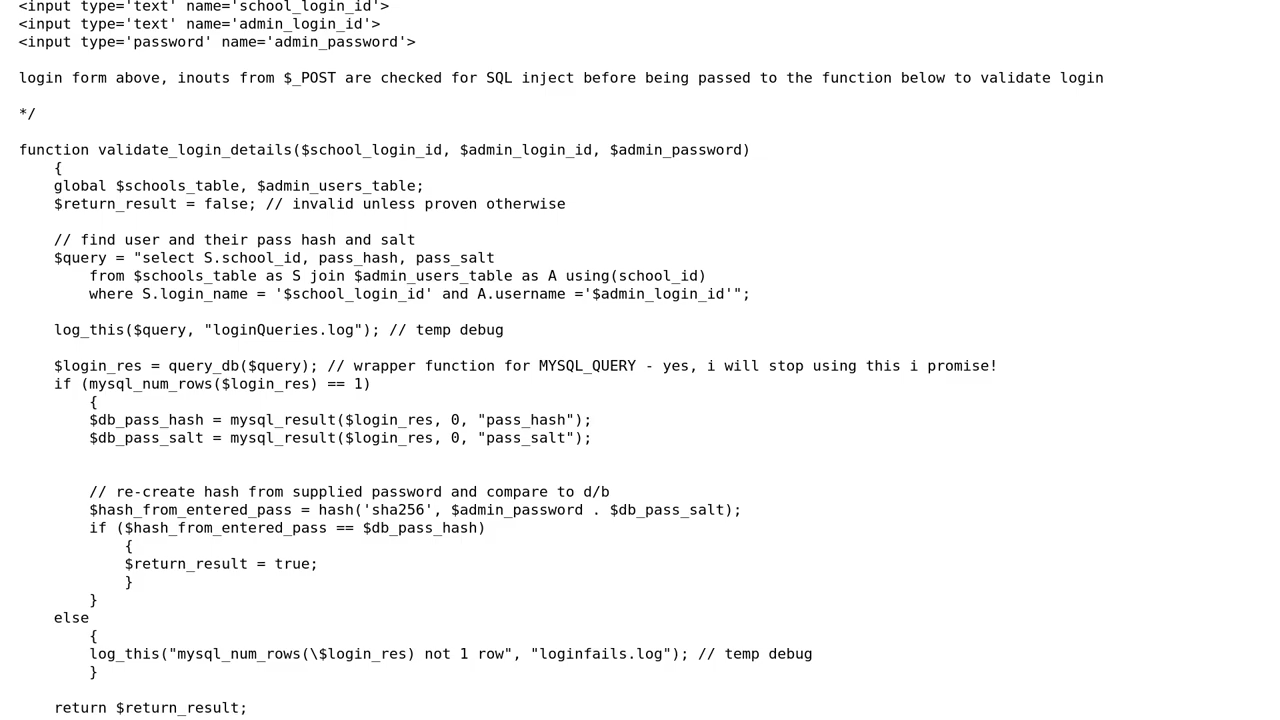 <input type='text' name='school_login_id'>
<input type='text' name='admin_login_id'>
<input type='password' name='admin_password'>
login form above, inouts from $_POST are checked for SQL inject before being passed to the function below to validate login
*/
function validate_login_details($school_login_id, $admin_login_id, $admin_password)
{
global $schools_table, $admin_users_table;
$return_result = false; // invalid unless proven otherwise
// find user and their pass hash and salt
$query = "select S.school_id, pass_hash, pass_salt
from $schools_table as S join $admin_users_table as A using(school_id)
where S.login_name = '$school_login_id' and A.username ='$admin_login_id'";
log_this($query, "loginQueries.log"); // temp debug
$login_res = query_db($query); // wrapper function for MYSQL_QUERY - yes, i will stop using this i promise!
if (mysql_num_rows($login_res) == 1)
{
$db_pass_hash = mysql_result($login_res, 0, "pass_hash");
$db_pass_salt = mysql_result($login_res, 0, "pass_salt");
// re-create hash from supplied password and compare to d/b
$hash_from_entered_pass = hash('sha256', $admin_password . $db_pass_salt);
if ($hash_from_entered_pass == $db_pass_hash)
{
$return_result = true;
}
}
else
{
log_this("mysql_num_rows(\$login_res) not 1 row", "loginfails.log"); // temp debug
}
return $return_result;